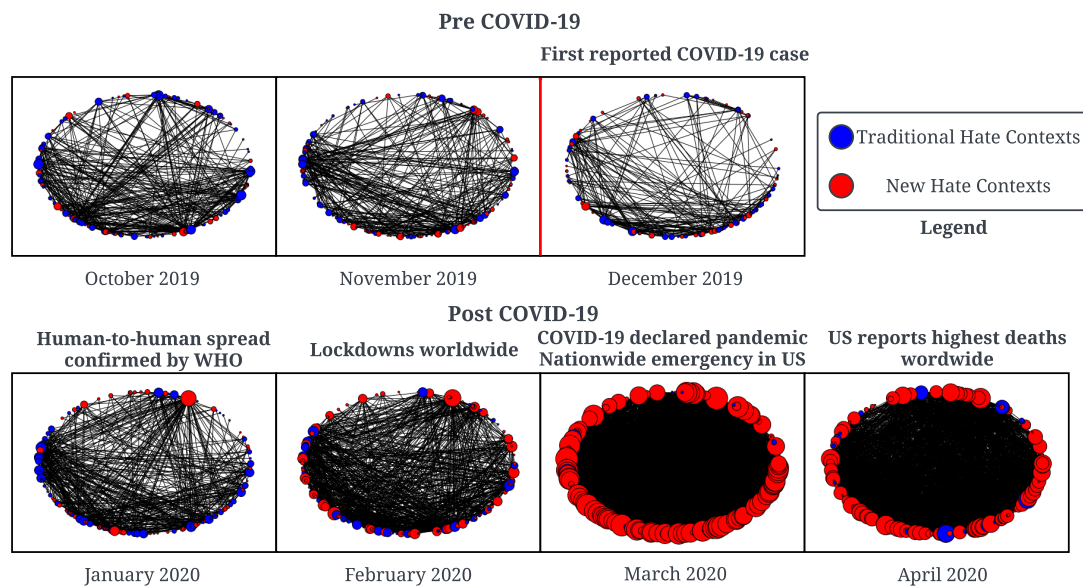 Pre COVID-19
First reported COVID-19 case
Traditional Hate Contexts
New Hate Contexts
Legend
October 2019
November 2019
December 2019
Post COVID-19
Human-to-human spread
confirmed by WHO
Lockdowns worldwide
COVID-19 declared pandemic
Nationwide emergency in US
US reports highest deaths
wordwide
January 2020
February 2020
March 2020
April 2020